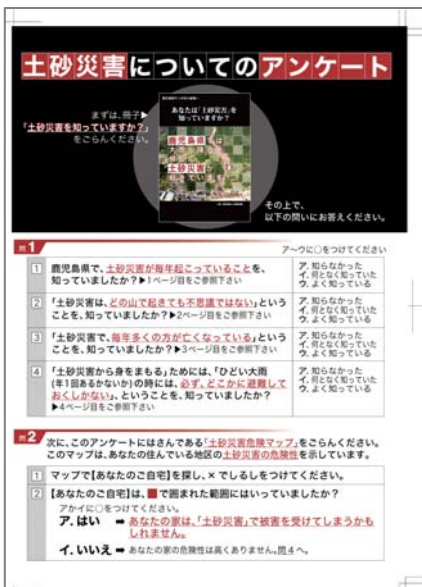 土砂災害についてのアンケート
まずは、冊子▶
「土砂災害を知っていますか？」
をごらんください。
あなたは「土砂災害」を
知っていますか？
鹿児島県では
土砂災害が
その上で、
以下の問いにお答えください。
問1
ア〜ウに○をつけてください
1 鹿児島県で、土砂災害が毎年起こっていることを、
知っていましたか？▶1ページ目をご参照下さい
ア. 知らなかった
イ. 何となく知っていた
ウ. よく知っている
2 「土砂災害は、どの山で起きても不思議ではない」という
ことを、知っていましたか？▶2ページ目をご参照下さい
ア. 知らなかった
イ. 何となく知っていた
ウ. よく知っている
3 「土砂災害で、毎年多くの方が亡くなっている」という
ことを、知っていましたか？▶3ページ目をご参照下さい
ア. 知らなかった
イ. 何となく知っていた
ウ. よく知っている
4 「土砂災害から身をまもる」ためには、「ひどい大雨
(年1回あるかないか)の時には、必ず、どこかに避難して
おくしかない」、ということを、知っていましたか？
▶4ページ目をご参照下さい
ア. 知らなかった
イ. 何となく知っていた
ウ. よく知っている
問2
次に、このアンケートにはさんである「土砂災害危険マップ」をごらんください。
このマップは、あなたの住んでいる地区の土砂災害の危険性を示しています。
1 マップで【あなたのご自宅】を探し、×でしるしをつけてください。
2 【あなたのご自宅】は、■で囲まれた範囲にはいっていましたか？
アかイに○をつけてください。
ア. はい ➡ あなたの家は、「土砂災害」で被害を受けてしまうかも
しれません。
イ. いいえ ➡ あなたの家の危険性は高くありません。問4へ。